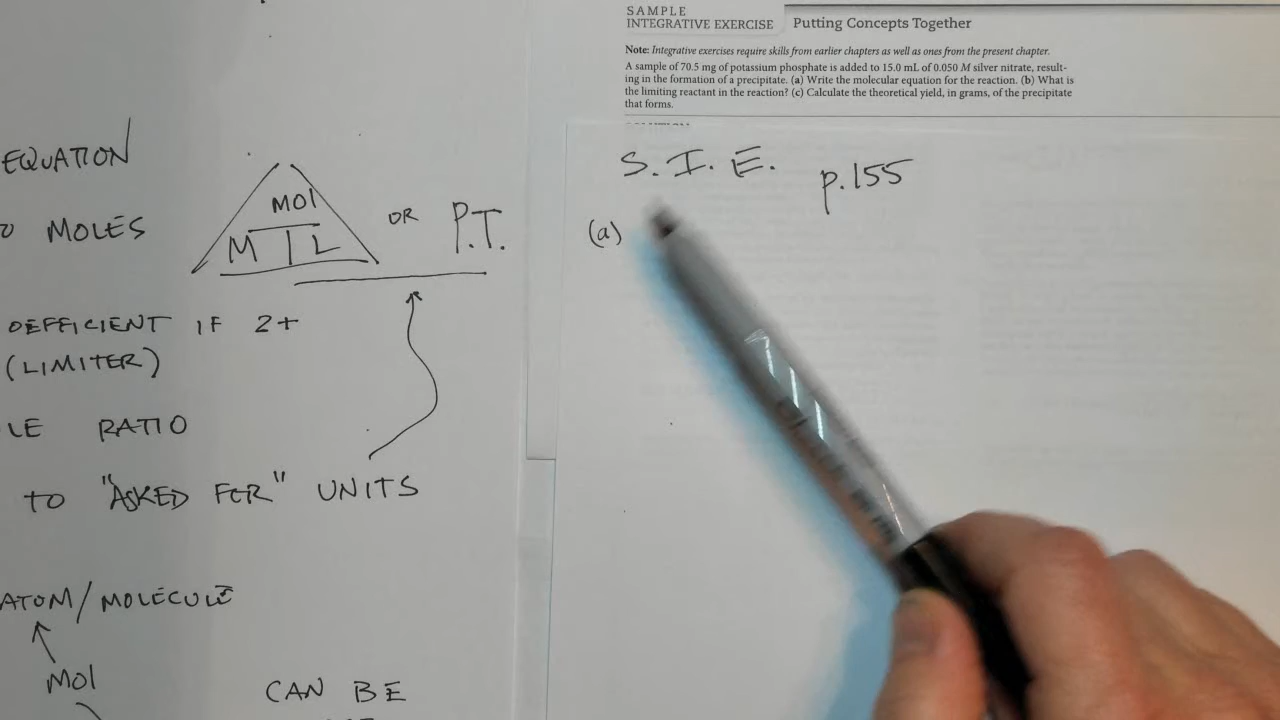 SAMPLE
INTEGRATIVE EXERCISE Putting Concepts Together
Note: Integrative exercises require skills from earlier chapters as well as ones from the present chapter.
A sample of 70.5 mg of potassium phosphate is added to 15.0 mL of 0.050 M silver nitrate, result-
ing in the formation of a precipitate. (a) Write the molecular equation for the reaction. (b) What is
the limiting reactant in the reaction? (c) Calculate the theoretical yield, in grams, of the precipitate
that forms.
S. I. E. p.155
(a)
EQUATION
MOLES
MOL
M L
OR P.T.
OEFFICIENT IF 2+
(LIMITER)
LE RATIO
TO "ASKED FOR" UNITS
ATOM/MOLECULE
MOl
CAN BE